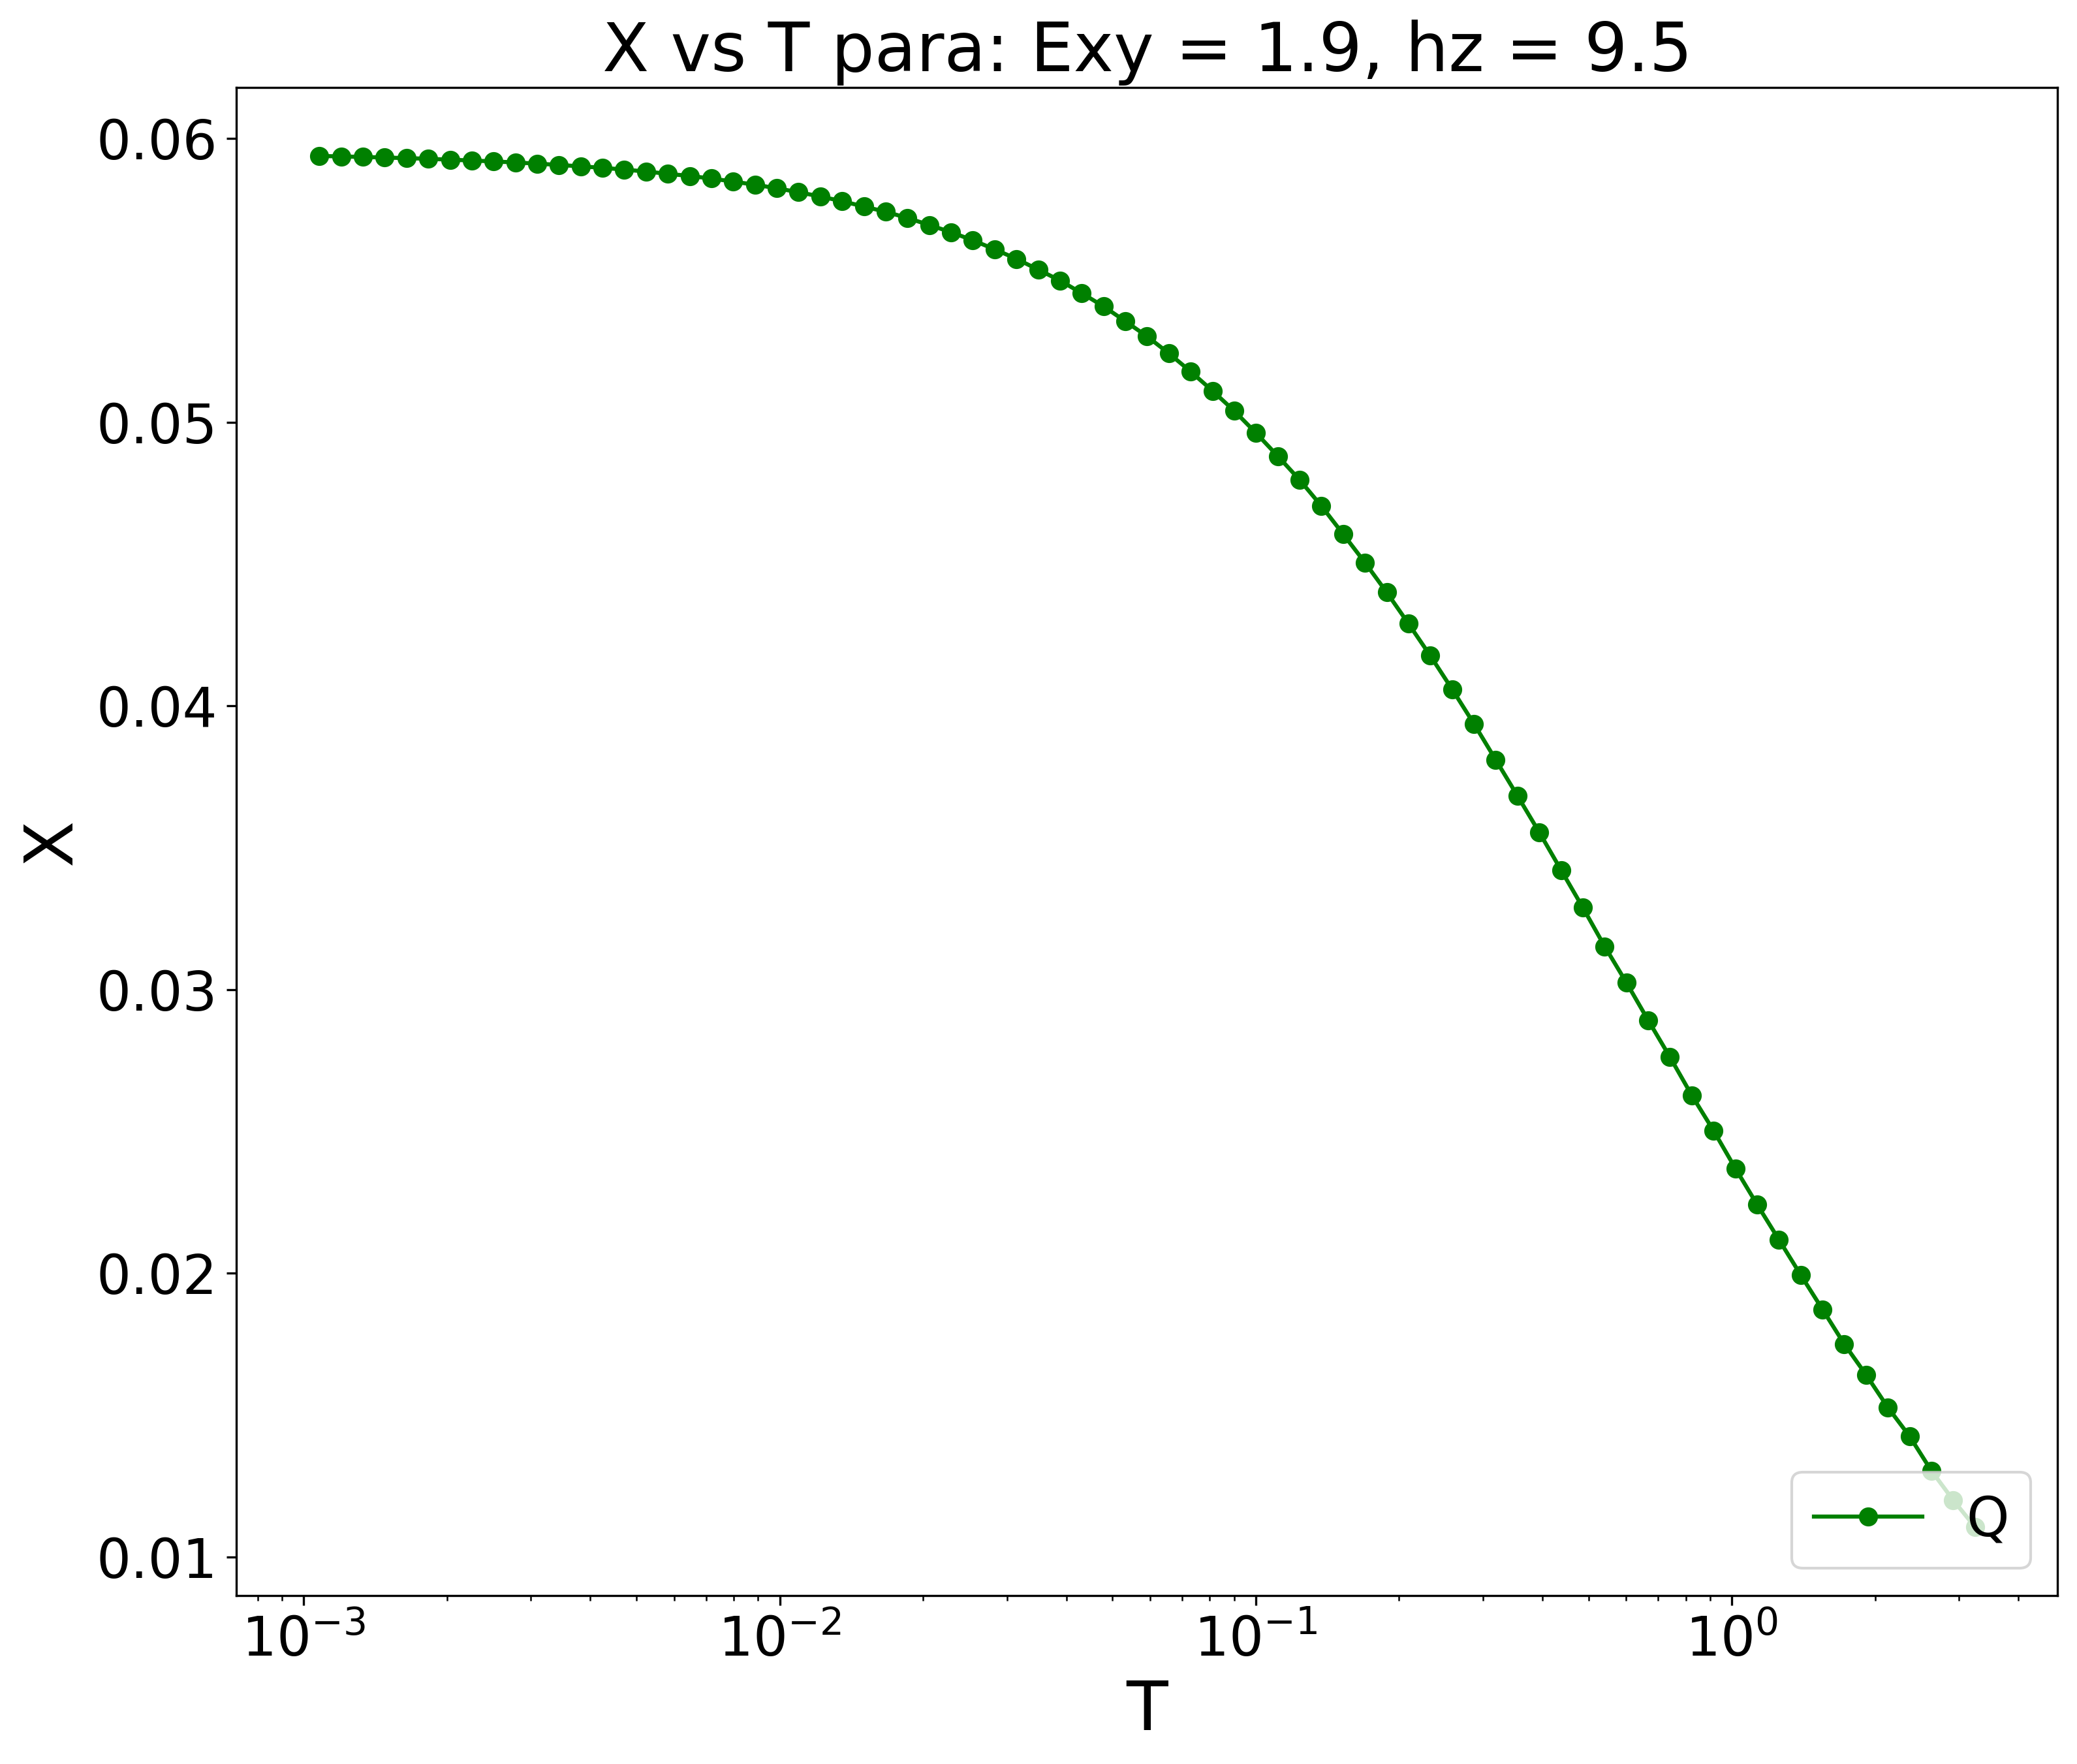 X vs T para: Exy = 1.9, hz = 9.5
0.06
0.05
0.04
0.03
0.02
0.01
X
10⁻³ 10⁻² 10⁻¹ 10⁰
T
Q